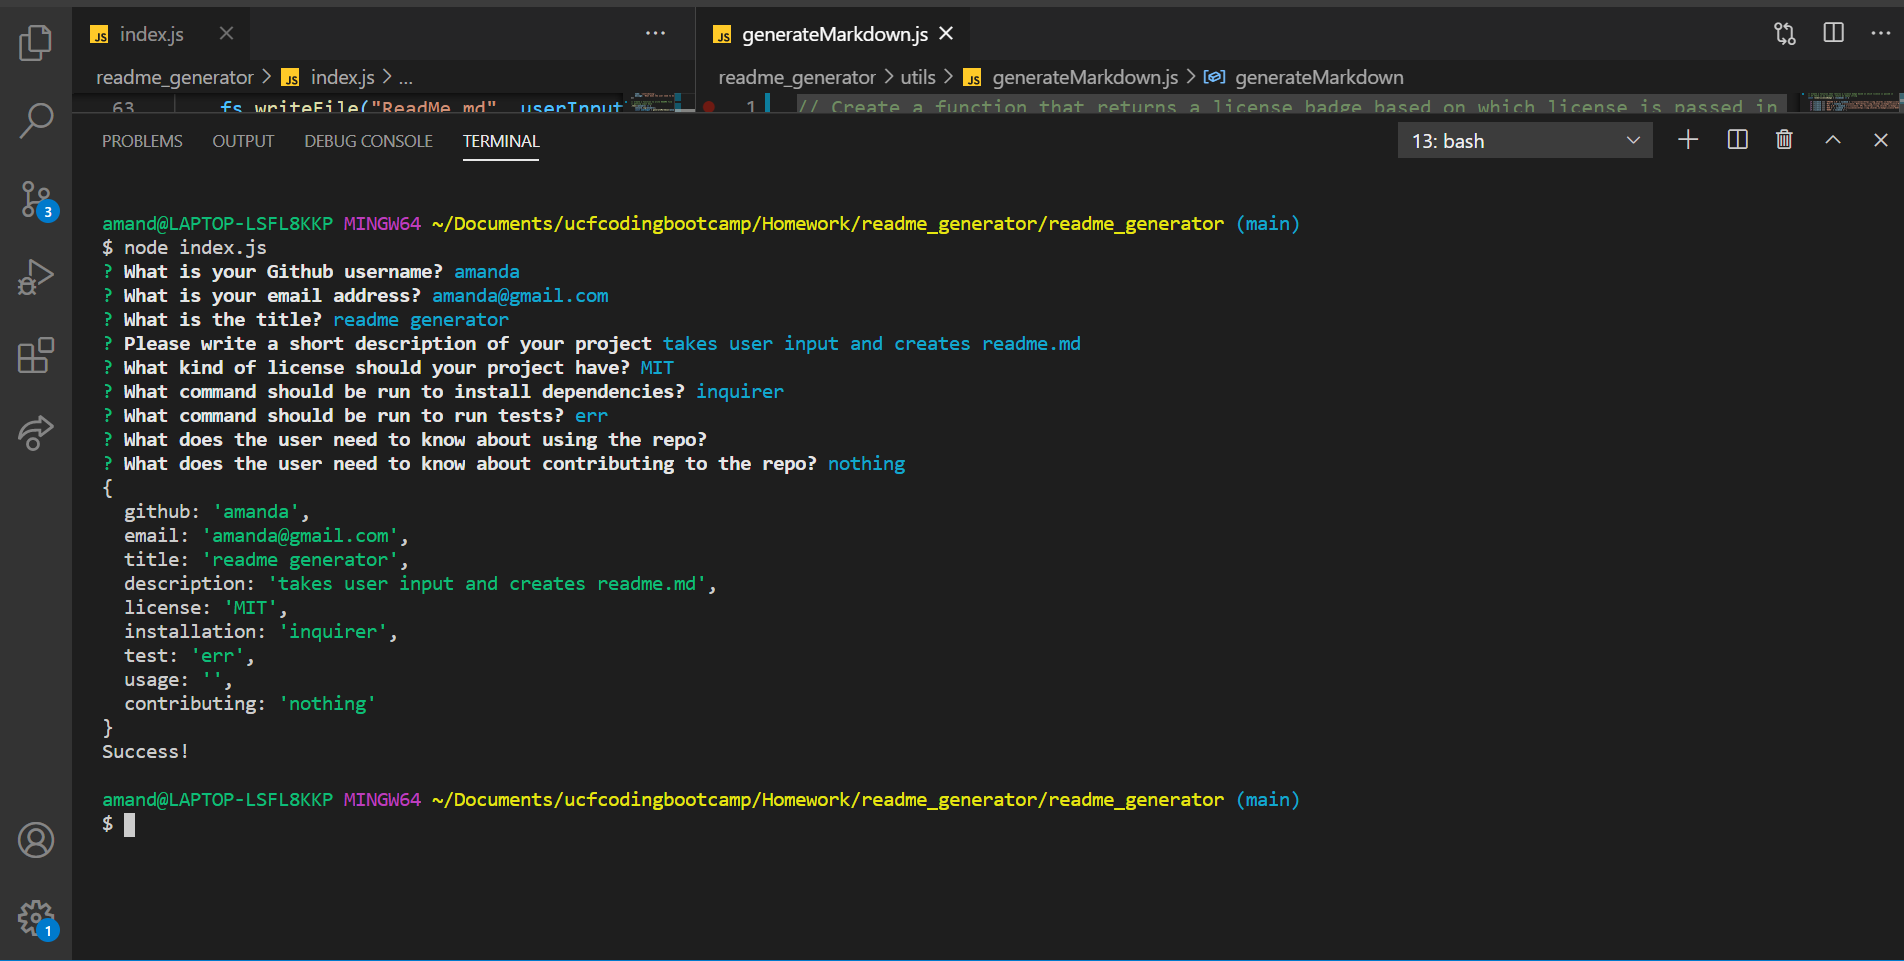 JS index.js
JS generateMarkdown.js
readme_generator > JS index.js > ...
readme_generator > utils > JS generateMarkdown.js > generateMarkdown
63 fs.writeFile("ReadMe.md", userInput
1 // Create a function that returns a license badge based on which license is passed in
PROBLEMS OUTPUT DEBUG CONSOLE TERMINAL
13: bash
3
amand@LAPTOP-LSFL8KKP MINGW64 ~/Documents/ucfcodingbootcamp/Homework/readme_generator/readme_generator (main)
$ node index.js
? What is your Github username? amanda
? What is your email address? amanda@gmail.com
? What is the title? readme generator
? Please write a short description of your project takes user input and creates readme.md
? What kind of license should your project have? MIT
? What command should be run to install dependencies? inquirer
? What command should be run to run tests? err
? What does the user need to know about using the repo?
? What does the user need to know about contributing to the repo? nothing
{
github: 'amanda',
email: 'amanda@gmail.com',
title: 'readme generator',
description: 'takes user input and creates readme.md',
license: 'MIT',
installation: 'inquirer',
test: 'err',
usage: '',
contributing: 'nothing'
}
Success!
amand@LAPTOP-LSFL8KKP MINGW64 ~/Documents/ucfcodingbootcamp/Homework/readme_generator/readme_generator (main)
$
1